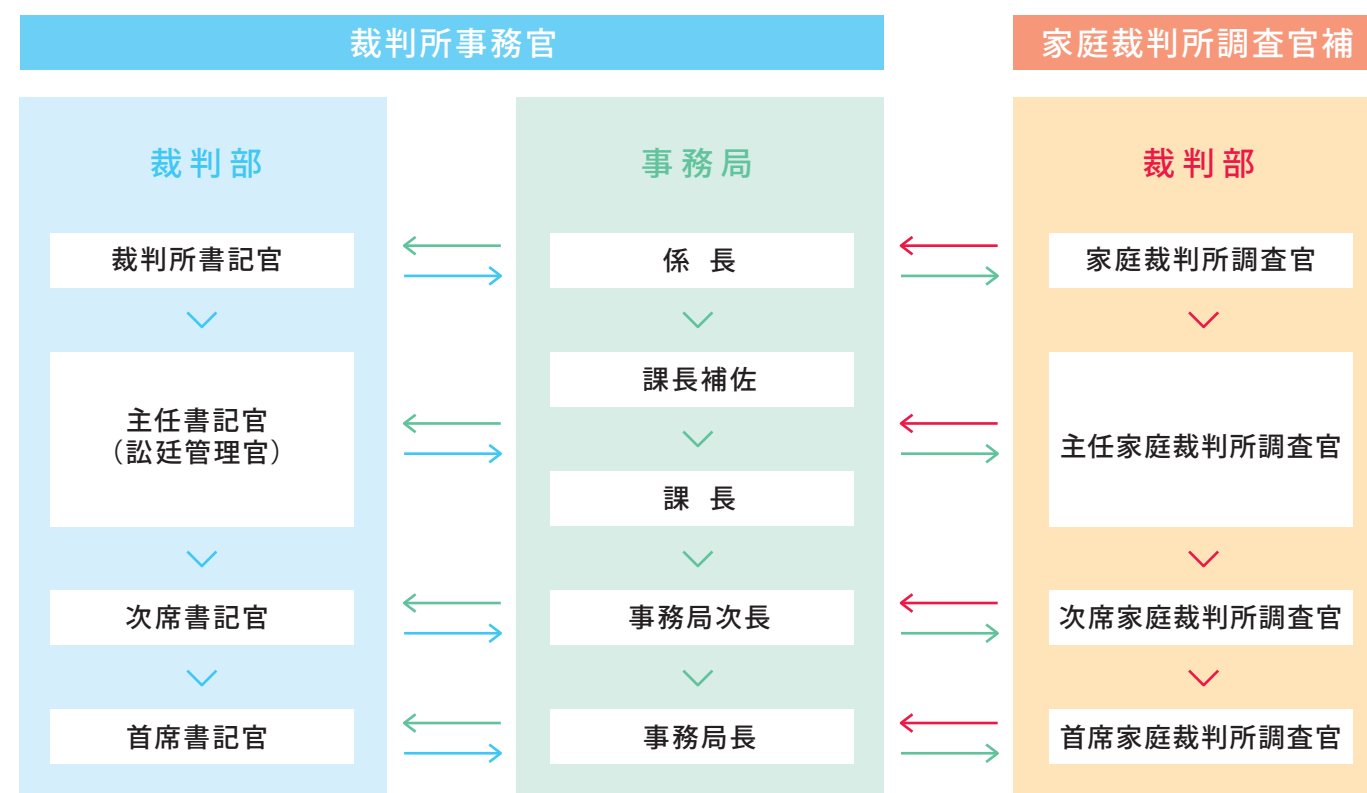 裁判所事務官
家庭裁判所調査官補
裁判部
事務局
裁判部
裁判所書記官
係 長
家庭裁判所調査官
課長補佐
主任書記官
（訟廷管理官）
主任家庭裁判所調査官
課 長
次席書記官
事務局次長
次席家庭裁判所調査官
首席書記官
事務局長
首席家庭裁判所調査官